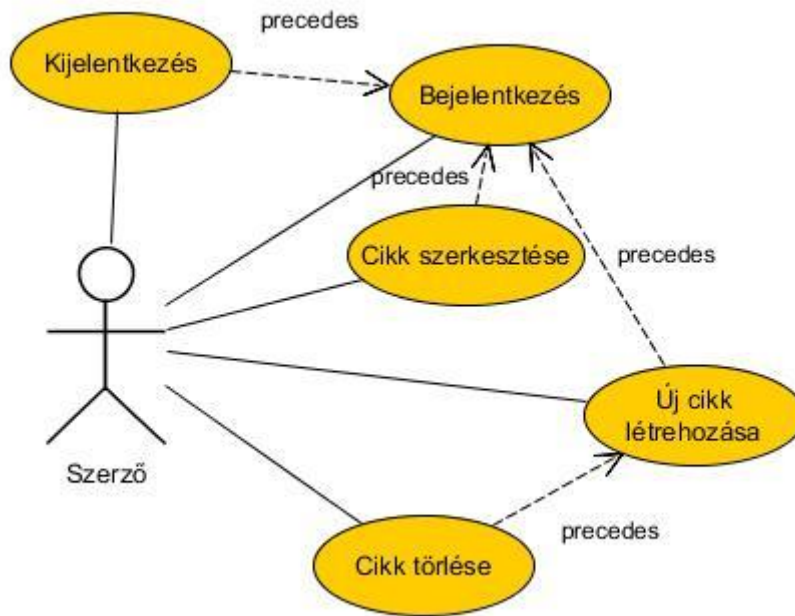 precedes
Kijelentkezés
Bejelentkezés
precedes
Cikk szerkesztése
precedes
Új cikk
létrehozása
Szerző
precedes
Cikk törlése